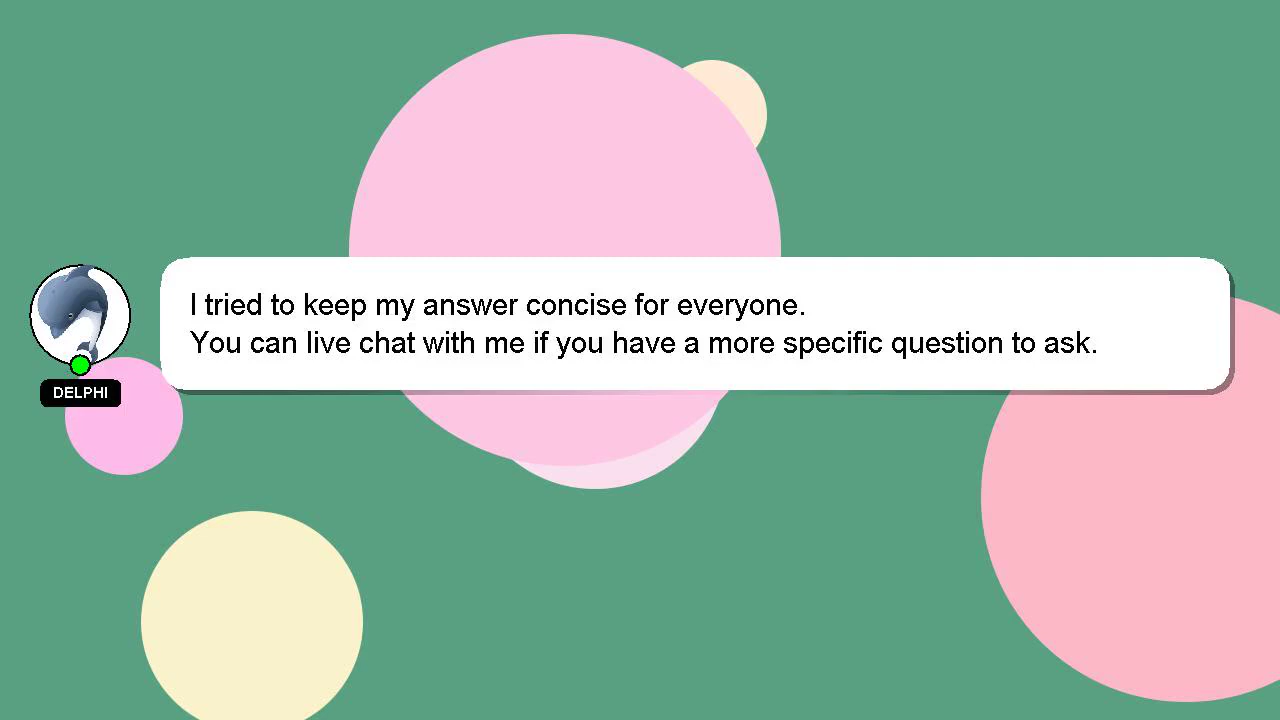 I tried to keep my answer concise for everyone.
You can live chat with me if you have a more specific question to ask.
DELPHI